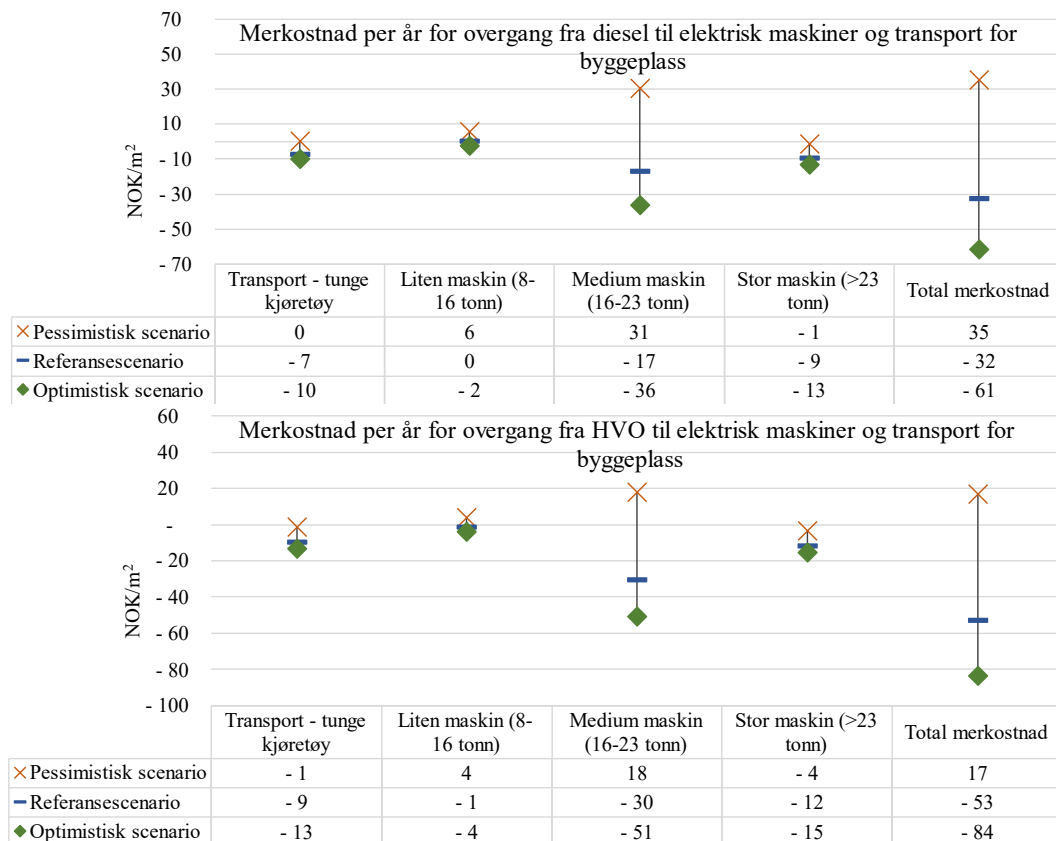 70
Merkostnad per år for overgang fra diesel til elektrisk maskiner og transport for
byggeplass
50
30
10
- 10
- 30
- 50
- 70
NOK/m²
Transport - tunge
kjøretøy
Liten maskin (8-
16 tonn)
Medium maskin
(16-23 tonn)
Stor maskin (>23
tonn)
Total merkostnad
Pessimistisk scenario 0 6 31 - 1 35
Referansescenario - 7 0 - 17 - 9 - 32
Optimistisk scenario - 10 - 2 - 36 - 13 - 61
60
Merkostnad per år for overgang fra HVO til elektrisk maskiner og transport for
byggeplass
40
20
-
- 20
- 40
- 60
- 80
- 100
NOK/m²
Transport - tunge
kjøretøy
Liten maskin (8-
16 tonn)
Medium maskin
(16-23 tonn)
Stor maskin (>23
tonn)
Total merkostnad
Pessimistisk scenario - 1 4 18 - 4 17
Referansescenario - 9 - 1 - 30 - 12 - 53
Optimistisk scenario - 13 - 4 - 51 - 15 - 84